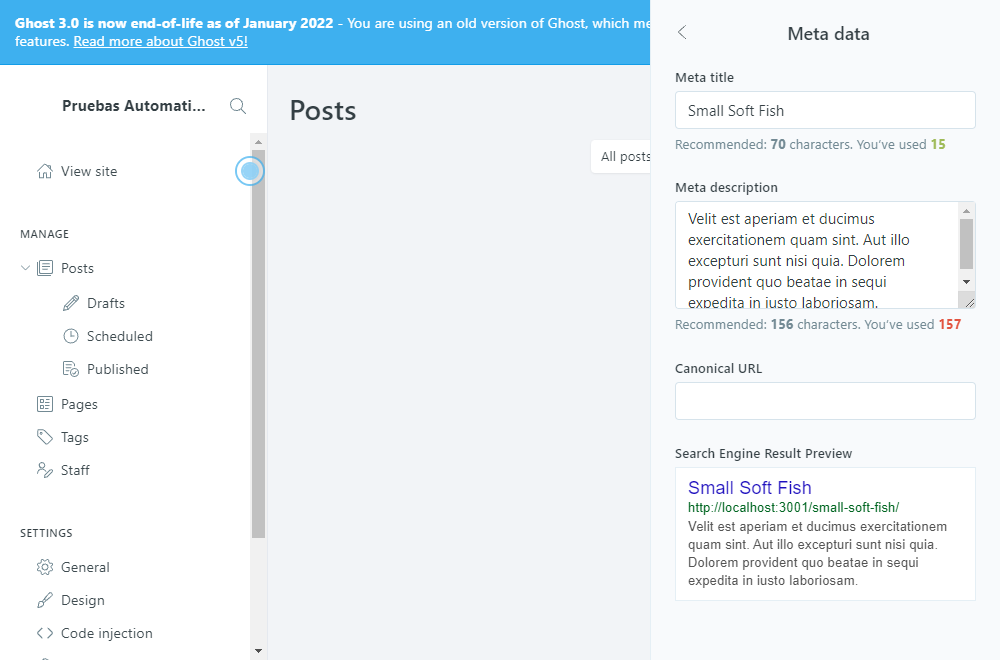 Ghost 3.0 is now end-of-life as of January 2022 - You are using an old version of Ghost, which me
features. Read more about Ghost v5!
Pruebas Automati...
View site
MANAGE
Posts
Drafts
Scheduled
Published
Pages
Tags
Staff
SETTINGS
General
Design
Code injection
Posts
All posts
Meta data
Meta title
Small Soft Fish
Recommended: 70 characters. You've used 15
Meta description
Velit est aperiam et ducimus
exercitationem quam sint. Aut illo
excepturi sunt nisi quia. Dolorem
provident quo beatae in sequi
expedita in iusto laboriosam.
Recommended: 156 characters. You've used 157
Canonical URL
Search Engine Result Preview
Small Soft Fish
http://localhost:3001/small-soft-fish/
Velit est aperiam et ducimus exercitationem
quam sint. Aut illo excepturi sunt nisi quia.
Dolorem provident quo beatae in sequi
expedita in iusto laboriosam.